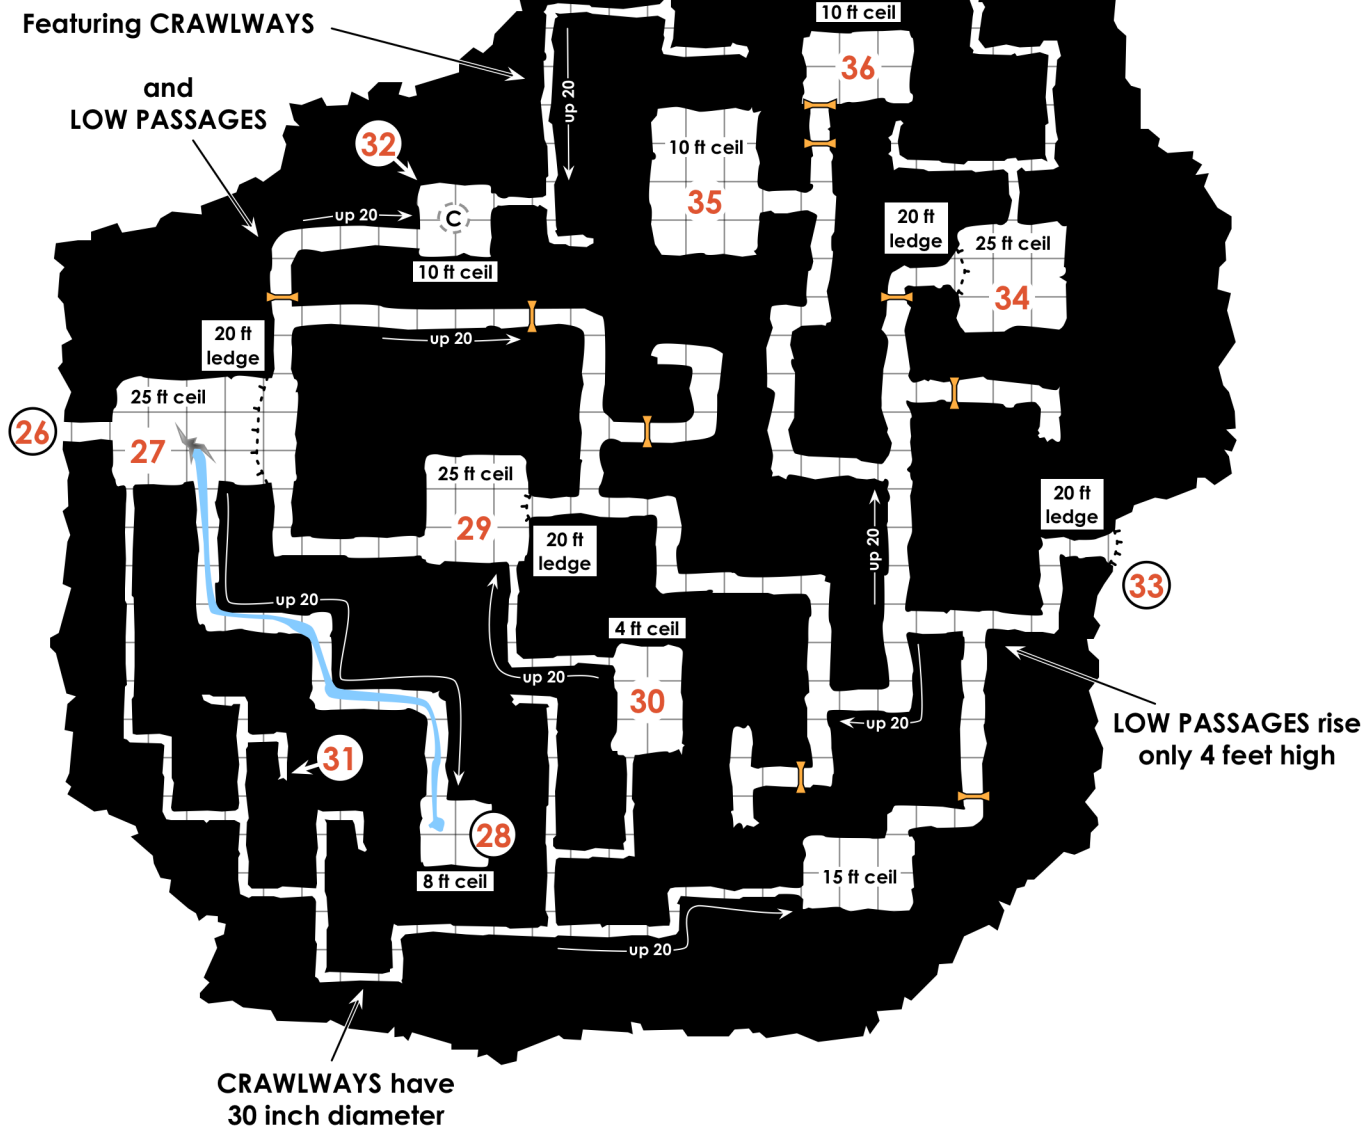 10 ft ceil
Featuring CRAWLWAYS
36
and
LOW PASSAGES
up 20
32
10 ft ceil
35
up 20
C
20 ft
ledge
25 ft ceil
10 ft ceil
34
20 ft
ledge
up 20
25 ft ceil
26
27
25 ft ceil
29
20 ft
ledge
20 ft
ledge
up 20
33
up 20
4 ft ceil
up 20
30
LOW PASSAGES rise
only 4 feet high
up 20
31
28
8 ft ceil
15 ft ceil
up 20
CRAWLWAYS have
30 inch diameter